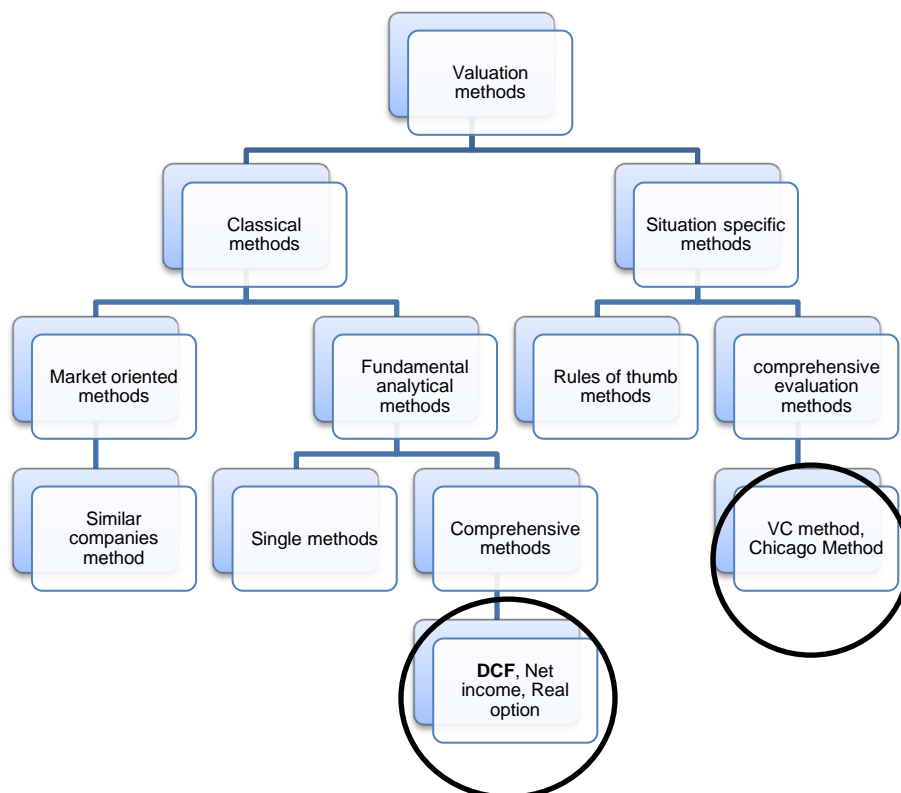 Valuation
methods
Classical
methods
Situation specific
methods
Market oriented
methods
Fundamental
analytical
methods
Rules of thumb
methods
comprehensive
evaluation
methods
Similar
companies
method
Single methods
Comprehensive
methods
VC method,
Chicago Method
DCF, Net
income, Real
option